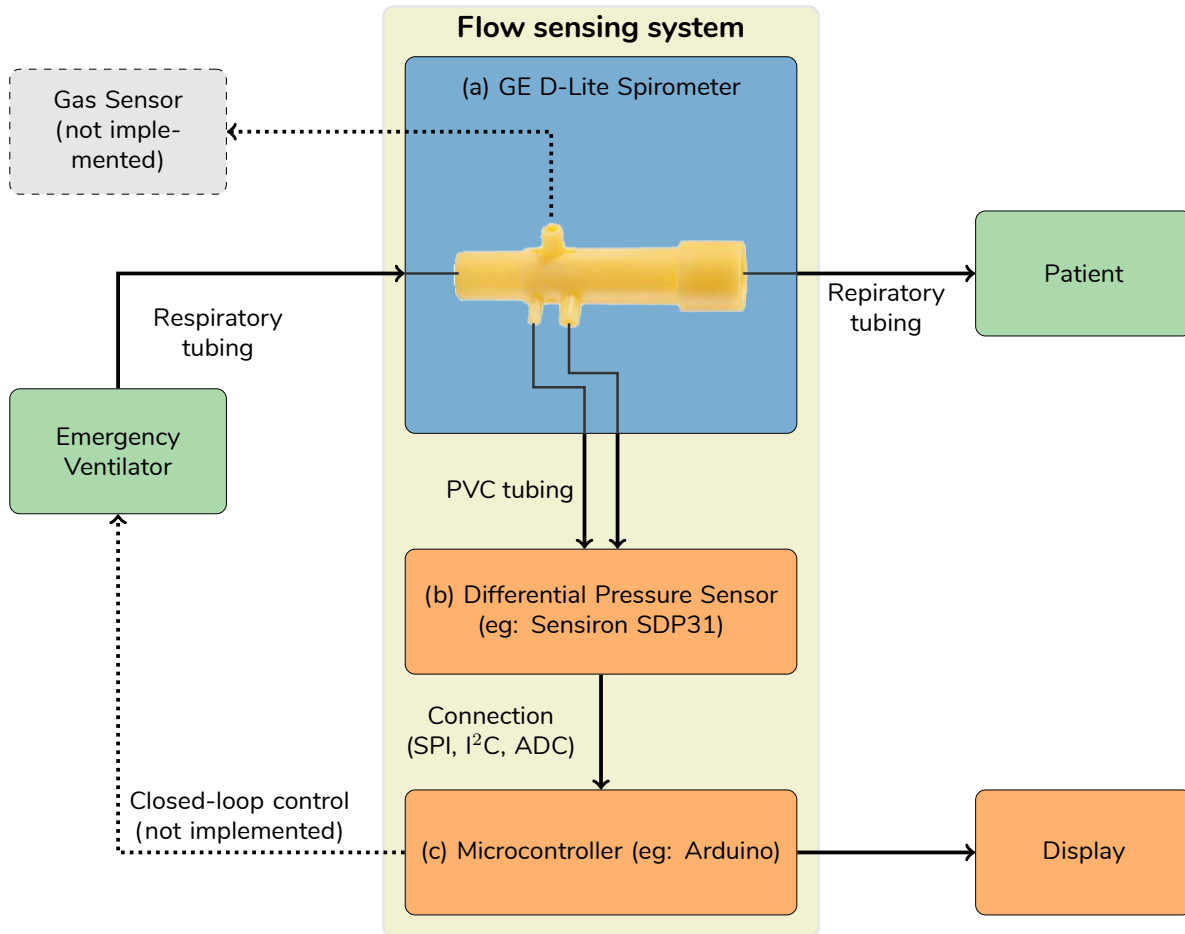 Flow sensing system
(a) GE D-Lite Spirometer
Gas Sensor
(not imple-
mented)
Respiratory
tubing
Repiratory
tubing
Patient
Emergency
Ventilator
PVC tubing
(b) Differential Pressure Sensor
(eg: Sensiron SDP31)
Connection
(SPI, I²C, ADC)
Closed-loop control
(not implemented)
(c) Microcontroller (eg: Arduino)
Display